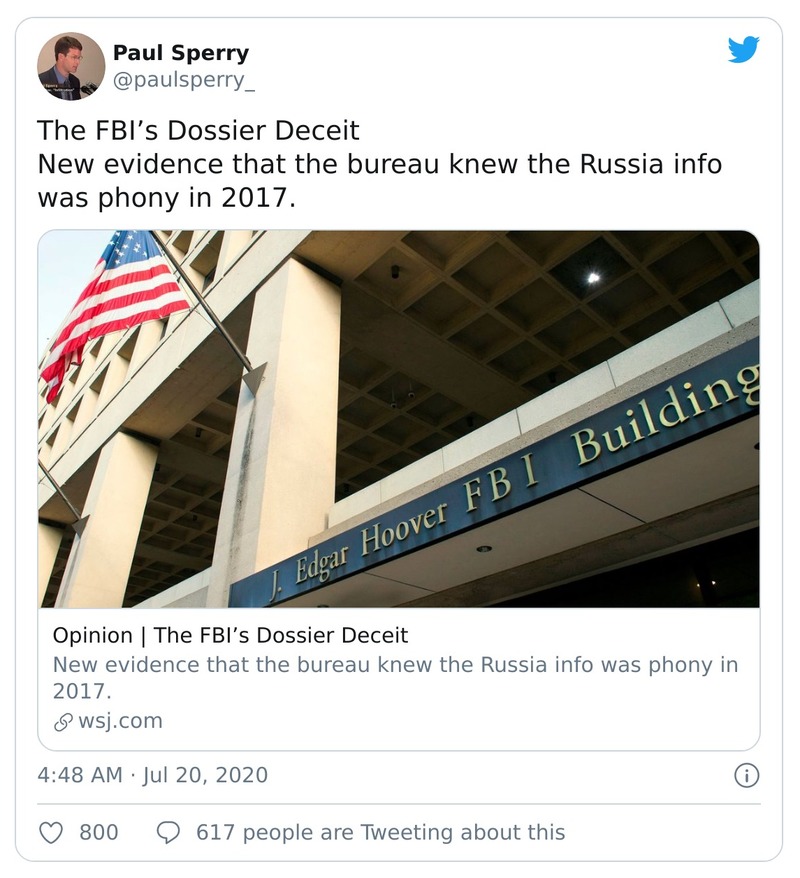 Paul Sperry
@paulsperry_
The FBI’s Dossier Deceit
New evidence that the bureau knew the Russia info
was phony in 2017.
J. Edgar Hoover FBI Building
Opinion | The FBI’s Dossier Deceit
New evidence that the bureau knew the Russia info was phony in
2017.
wsj.com
4:48 AM · Jul 20, 2020
800
617 people are Tweeting about this